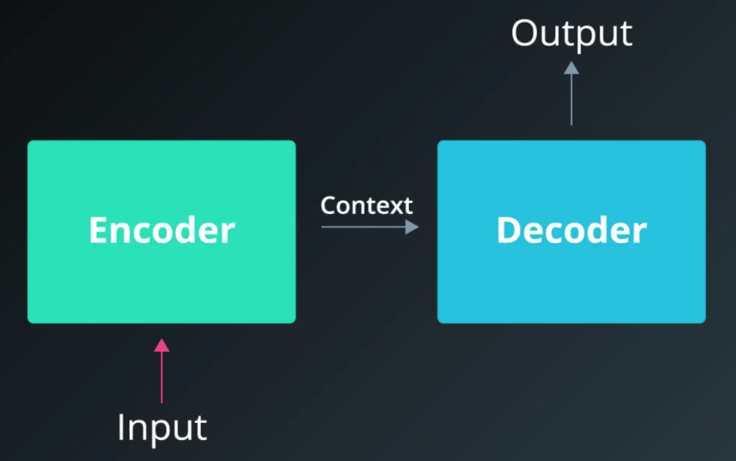 Output
Encoder
Context
Decoder
Input